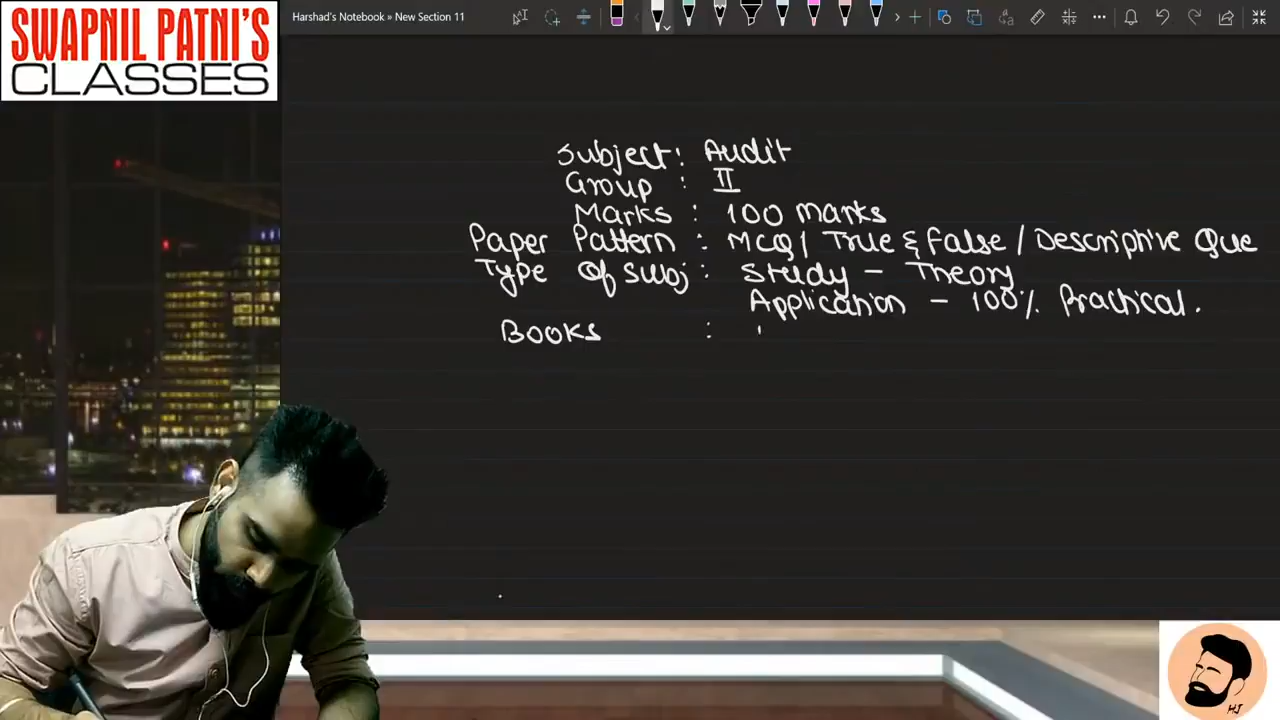 SWAPNIL PATNI'S
CLASSES
Harshad's Notebook » New Section 11
Subject: Audit
Group : II
Marks : 100 marks
Paper Pattern : MCQ / True & False / Descriptive Que
Type Of Subj : Study - Theory
Application - 100% Practical.
Books :
HJ